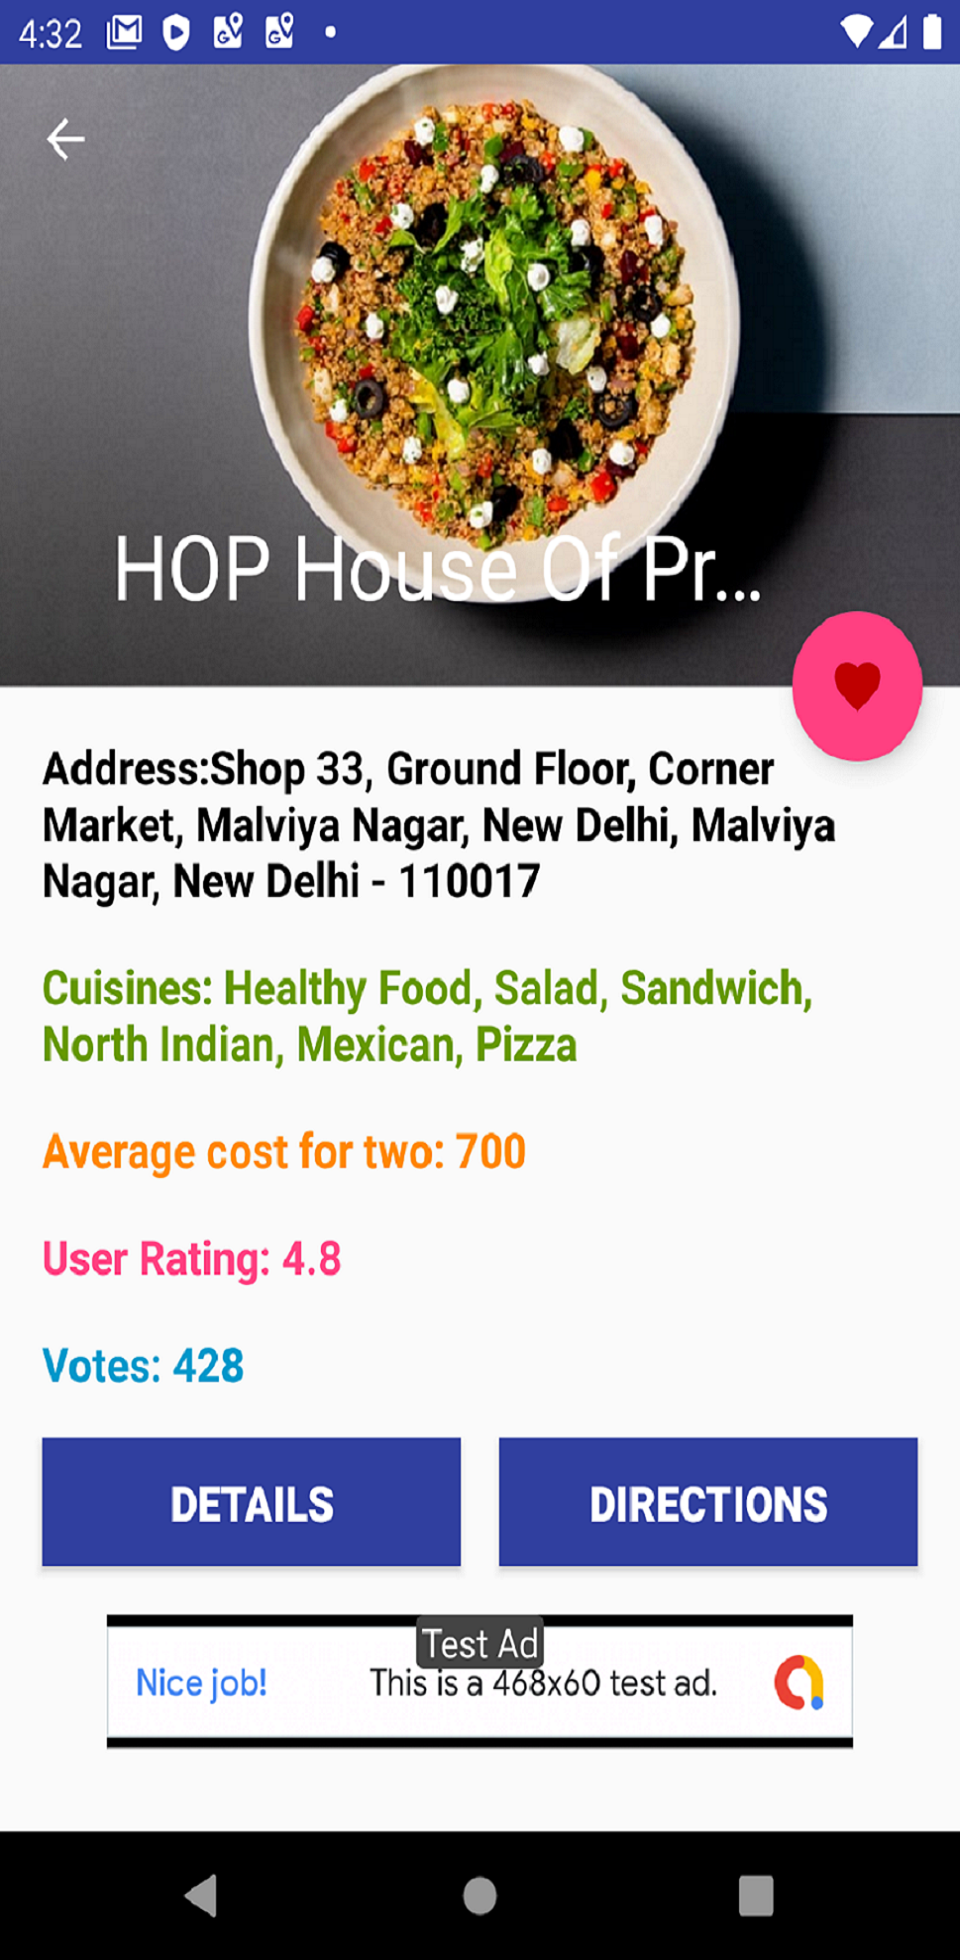 4:32
HOP House Of Pr...
Address:Shop 33, Ground Floor, Corner
Market, Malviya Nagar, New Delhi, Malviya
Nagar, New Delhi - 110017
Cuisines: Healthy Food, Salad, Sandwich,
North Indian, Mexican, Pizza
Average cost for two: 700
User Rating: 4.8
Votes: 428
DETAILS
DIRECTIONS
Test Ad
Nice job!
This is a 468x60 test ad.